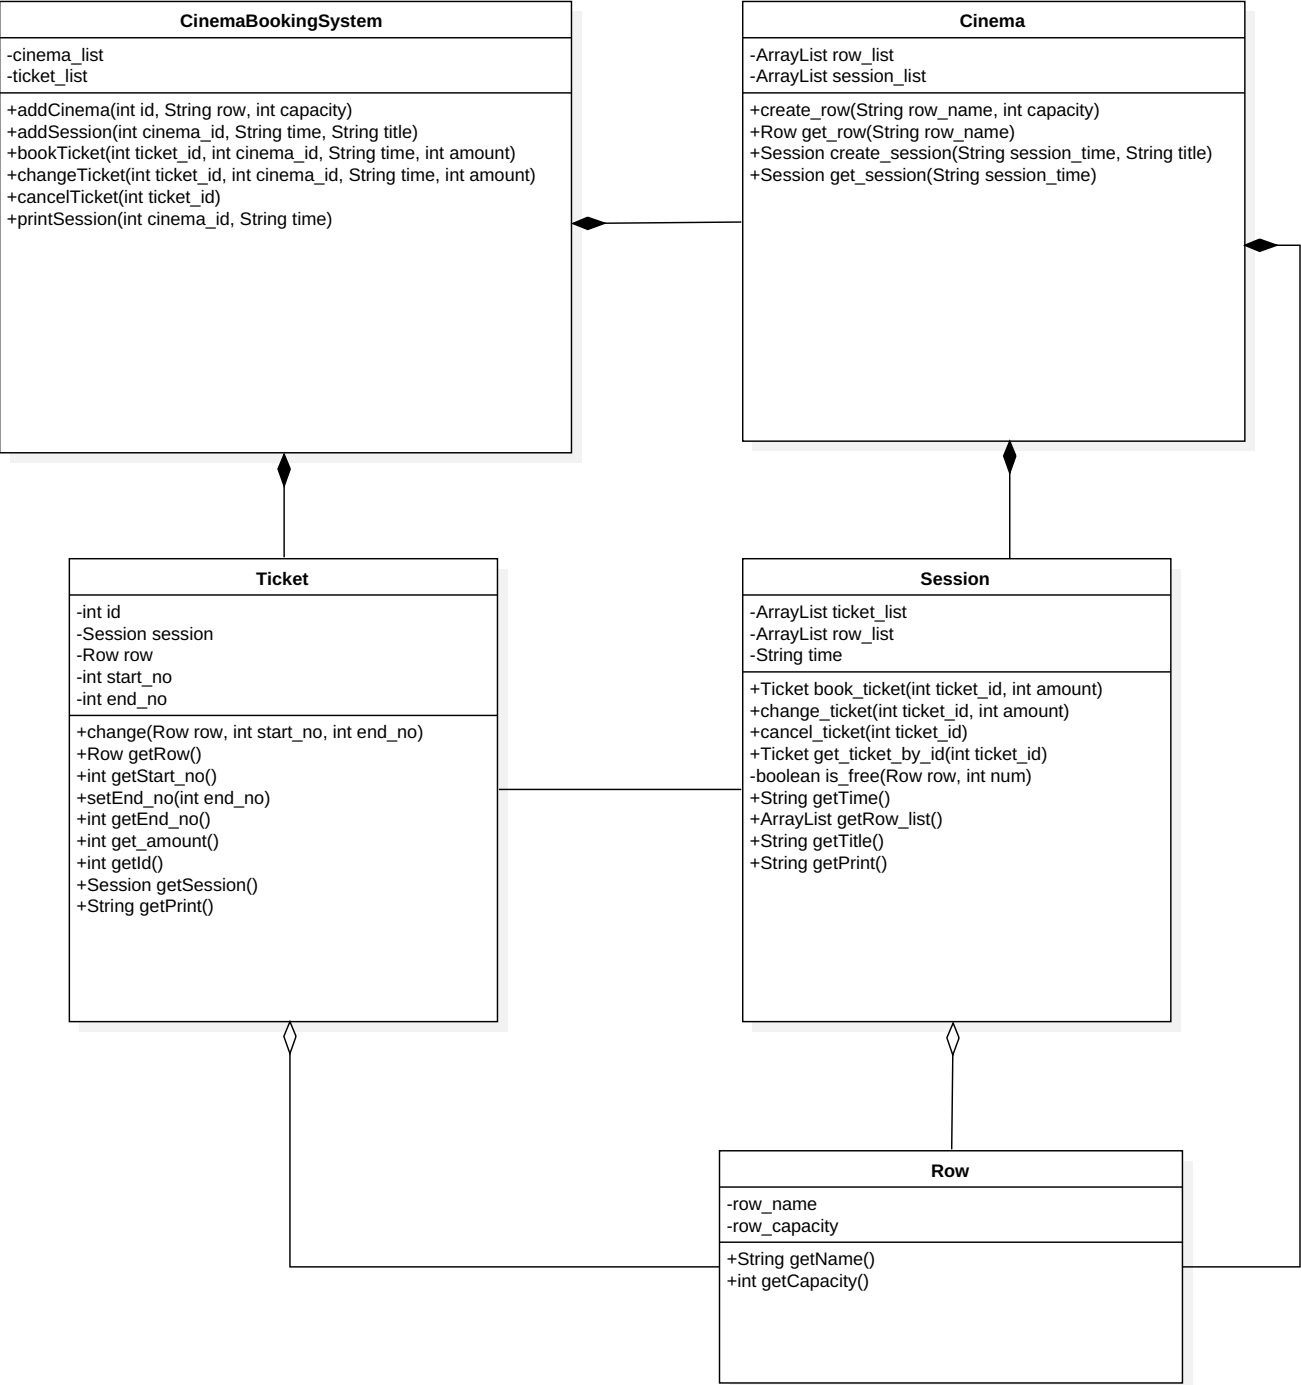 CinemaBookingSystem
-cinema_list
-ticket_list
+addCinema(int id, String row, int capacity)
+addSession(int cinema_id, String time, String title)
+bookTicket(int ticket_id, int cinema_id, String time, int amount)
+changeTicket(int ticket_id, int cinema_id, String time, int amount)
+cancelTicket(int ticket_id)
+printSession(int cinema_id, String time)
Cinema
-ArrayList row_list
-ArrayList session_list
+create_row(String row_name, int capacity)
+Row get_row(String row_name)
+Session create_session(String session_time, String title)
+Session get_session(String session_time)
Ticket
-int id
-Session session
-Row row
-int start_no
-int end_no
+change(Row row, int start_no, int end_no)
+Row getRow()
+int getStart_no()
+setEnd_no(int end_no)
+int getEnd_no()
+int get_amount()
+int getId()
+Session getSession()
+String getPrint()
Session
-ArrayList ticket_list
-ArrayList row_list
-String time
+Ticket book_ticket(int ticket_id, int amount)
+change_ticket(int ticket_id, int amount)
+cancel_ticket(int ticket_id)
+Ticket get_ticket_by_id(int ticket_id)
-boolean is_free(Row row, int num)
+String getTime()
+ArrayList getRow_list()
+String getTitle()
+String getPrint()
Row
-row_name
-row_capacity
+String getName()
+int getCapacity()